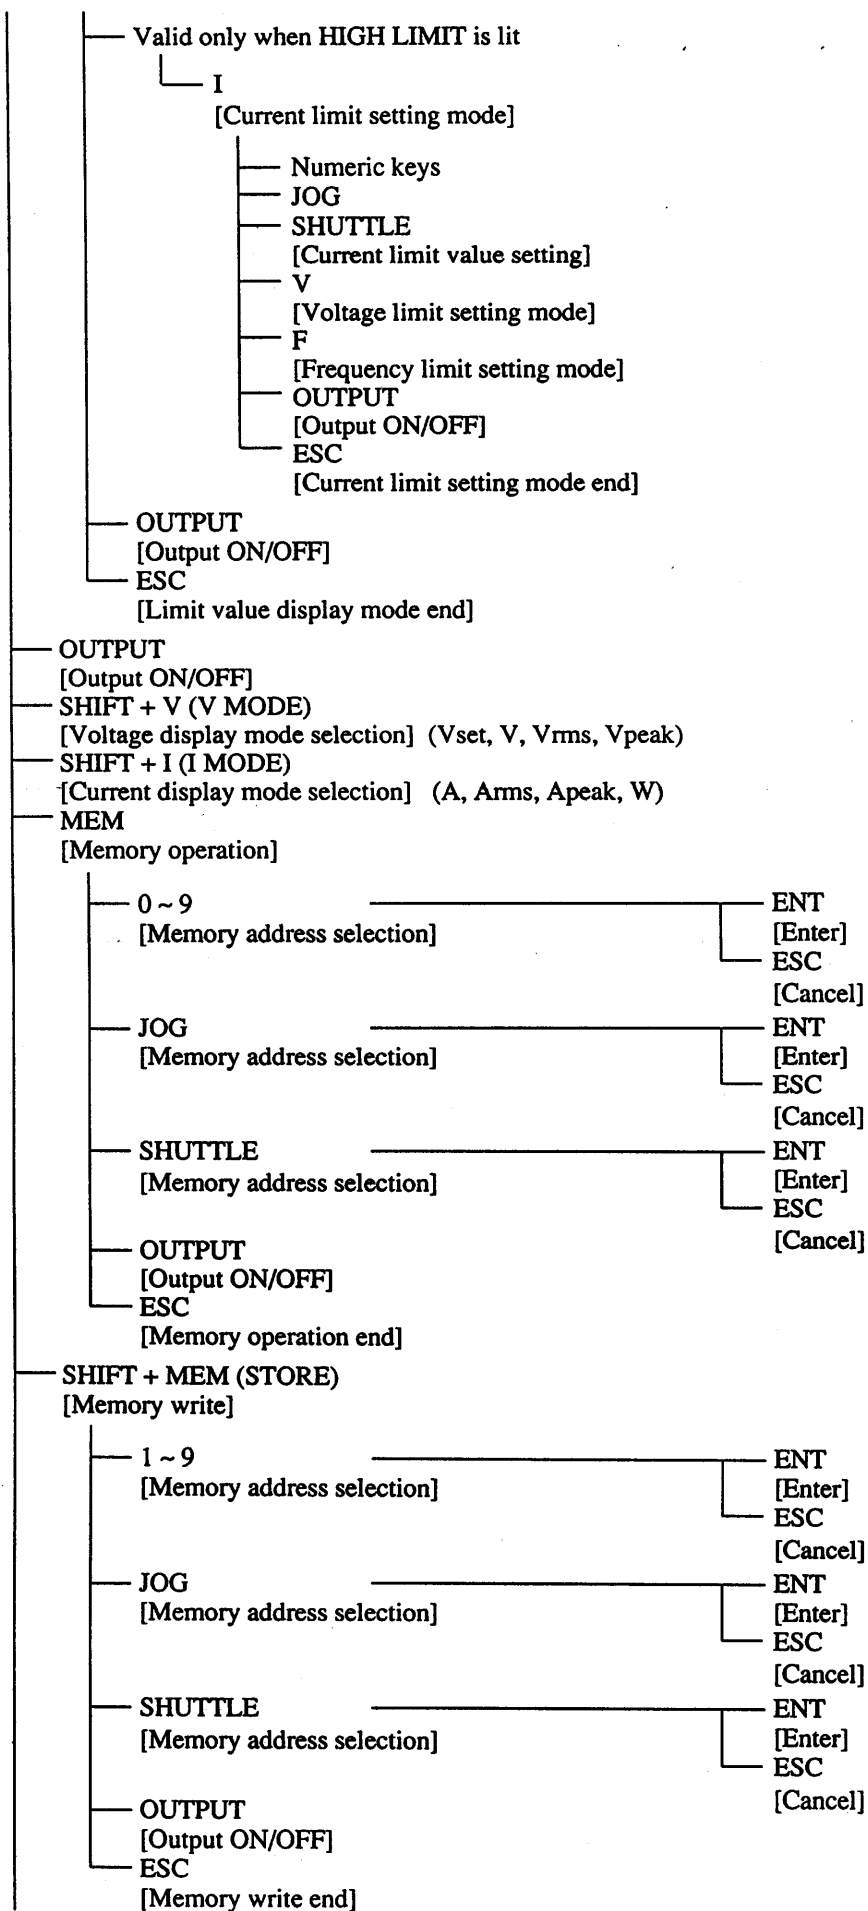 Valid only when HIGH LIMIT is lit
I
[Current limit setting mode]
Numeric keys
JOG
SHUTTLE
[Current limit value setting]
V
[Voltage limit setting mode]
F
[Frequency limit setting mode]
OUTPUT
[Output ON/OFF]
ESC
[Current limit setting mode end]
OUTPUT
[Output ON/OFF]
ESC
[Limit value display mode end]
OUTPUT
[Output ON/OFF]
SHIFT + V (V MODE)
[Voltage display mode selection] (Vset, V, Vrms, Vpeak)
SHIFT + I (I MODE)
[Current display mode selection] (A, Arms, Apeak, W)
MEM
[Memory operation]
0 ~ 9 ENT
[Memory address selection] [Enter]
ESC
[Cancel]
JOG ENT
[Memory address selection] [Enter]
ESC
[Cancel]
SHUTTLE ENT
[Memory address selection] [Enter]
ESC
[Cancel]
OUTPUT
[Output ON/OFF]
ESC
[Memory operation end]
SHIFT + MEM (STORE)
[Memory write]
1 ~ 9 ENT
[Memory address selection] [Enter]
ESC
[Cancel]
JOG ENT
[Memory address selection] [Enter]
ESC
[Cancel]
SHUTTLE ENT
[Memory address selection] [Enter]
ESC
[Cancel]
OUTPUT
[Output ON/OFF]
ESC
[Memory write end]